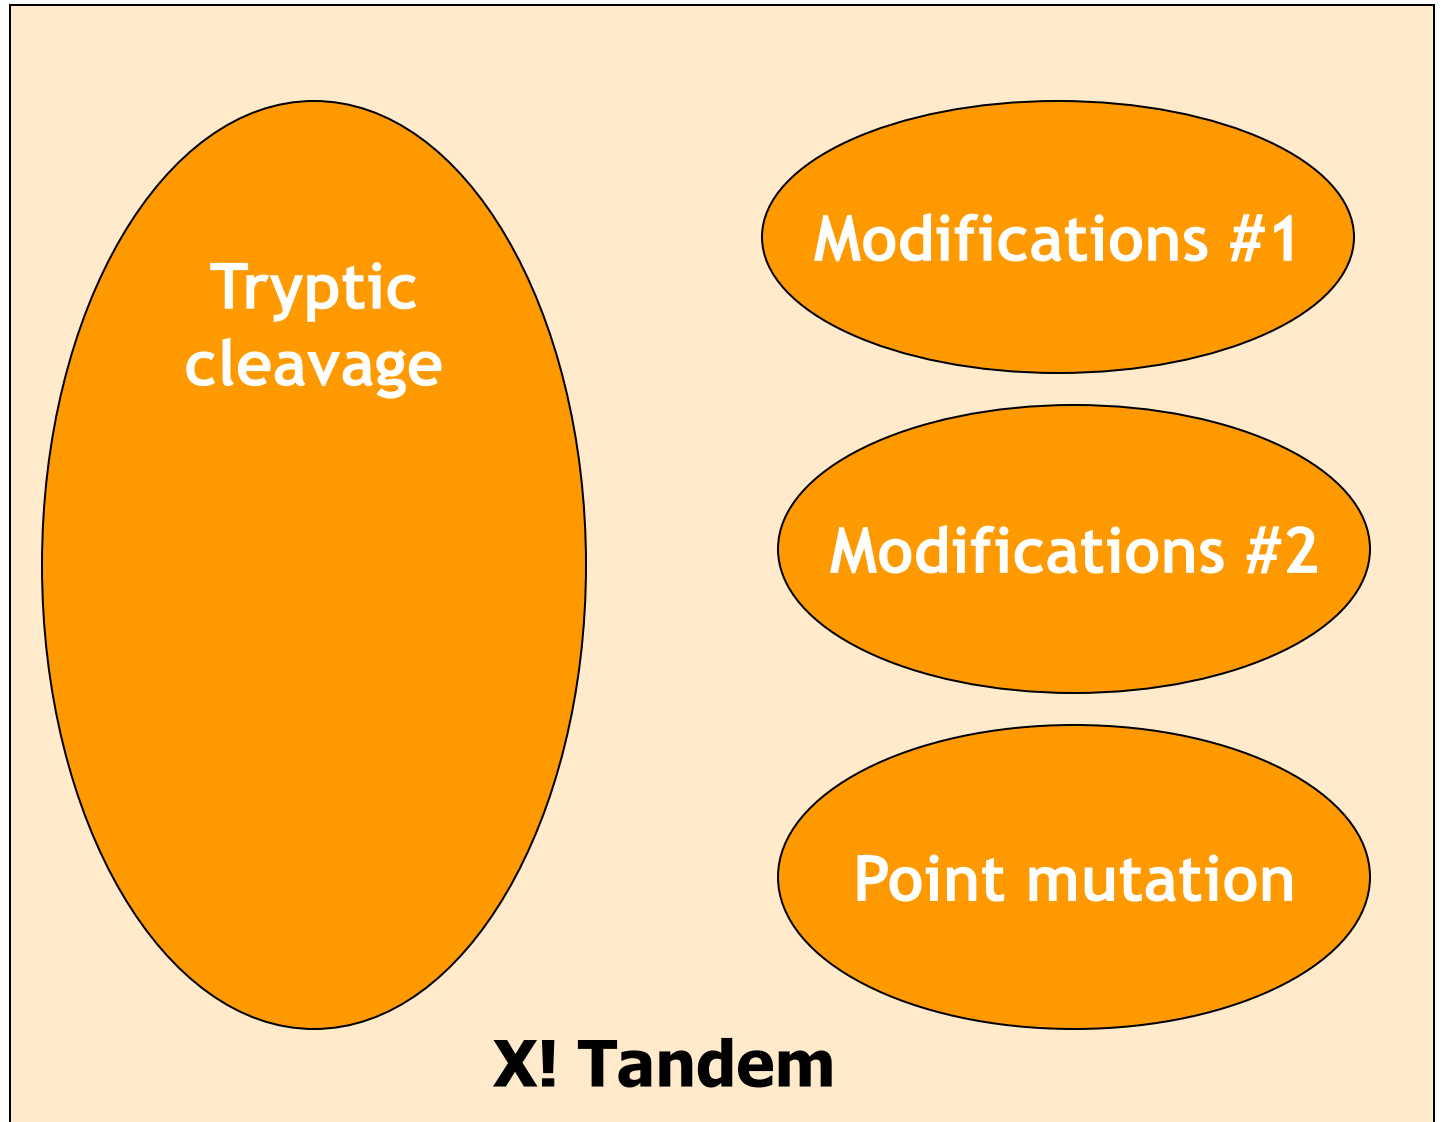 Tryptic
cleavage
Modifications #1
Modifications #2
Point mutation
X! Tandem